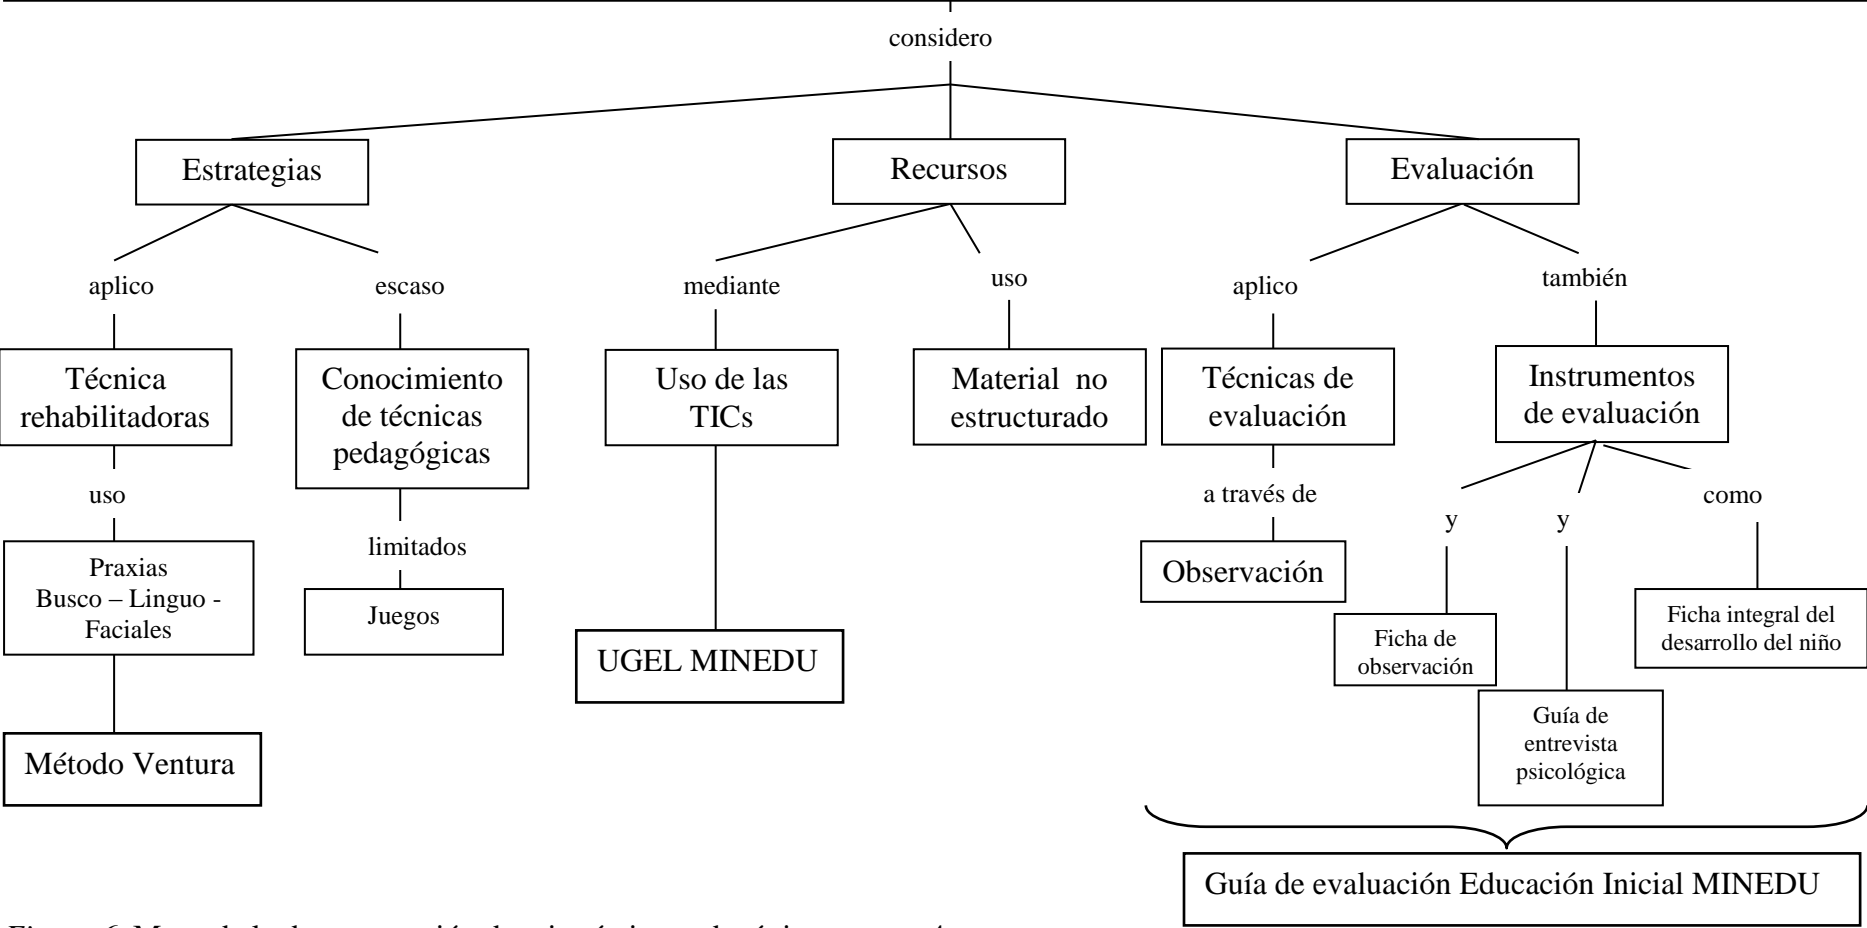 considero
Estrategias
Recursos
Evaluación
aplico
escaso
mediante
uso
aplico
también
Técnica
rehabilitadoras
Conocimiento
de técnicas
pedagógicas
Uso de las
TICs
Material no
estructurado
Técnicas de
evaluación
Instrumentos
de evaluación
uso
limitados
a través de
y
y
como
Praxias
Busco – Linguo -
Faciales
Juegos
Observación
Ficha de
observación
Guía de
entrevista
psicológica
Ficha integral del
desarrollo del niño
UGEL MINEDU
Método Ventura
Guía de evaluación Educación Inicial MINEDU